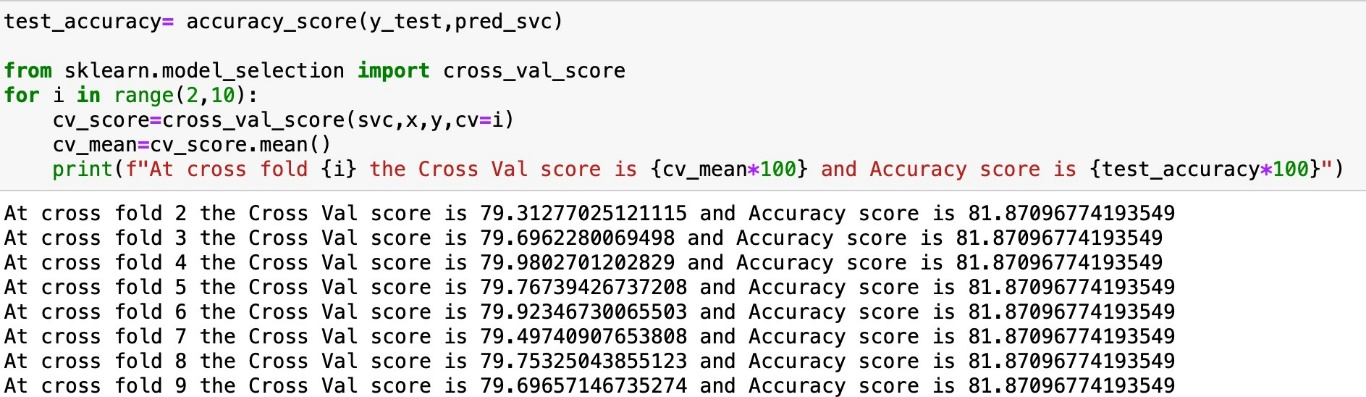 test_accuracy= accuracy_score(y_test,pred_svc)
from sklearn.model_selection import cross_val_score
for i in range(2,10):
    cv_score=cross_val_score(svc,x,y,cv=i)
    cv_mean=cv_score.mean()
    print(f"At cross fold {i} the Cross Val score is {cv_mean*100} and Accuracy score is {test_accuracy*100}")
At cross fold 2 the Cross Val score is 79.31277025121115 and Accuracy score is 81.87096774193549
At cross fold 3 the Cross Val score is 79.6962280069498 and Accuracy score is 81.87096774193549
At cross fold 4 the Cross Val score is 79.9802701202829 and Accuracy score is 81.87096774193549
At cross fold 5 the Cross Val score is 79.76739426737208 and Accuracy score is 81.87096774193549
At cross fold 6 the Cross Val score is 79.92346730065503 and Accuracy score is 81.87096774193549
At cross fold 7 the Cross Val score is 79.49740907653808 and Accuracy score is 81.87096774193549
At cross fold 8 the Cross Val score is 79.75325043855123 and Accuracy score is 81.87096774193549
At cross fold 9 the Cross Val score is 79.69657146735274 and Accuracy score is 81.87096774193549